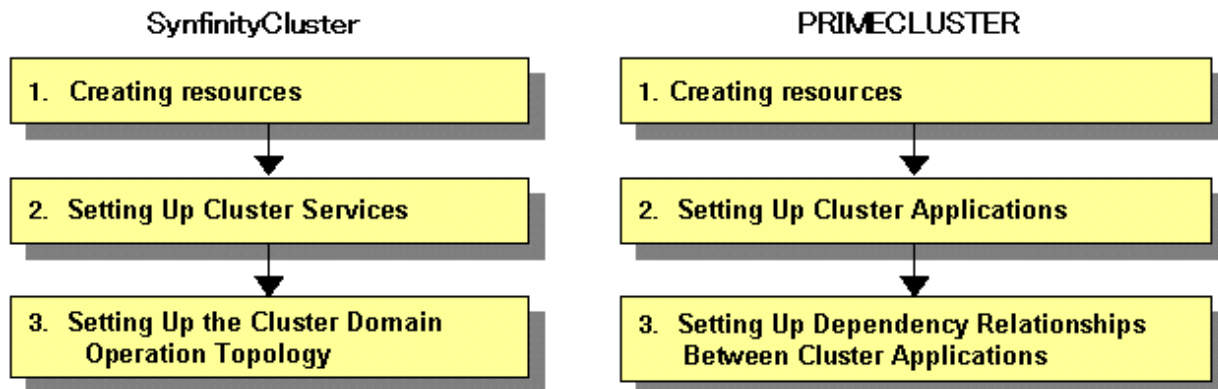 SynfinityCluster
1. Creating resources
2. Setting Up Cluster Services
3. Setting Up the Cluster Domain
Operation Topology
PRIMECLUSTER
1. Creating resources
2. Setting Up Cluster Applications
3. Setting Up Dependency Relationships
Between Cluster Applications